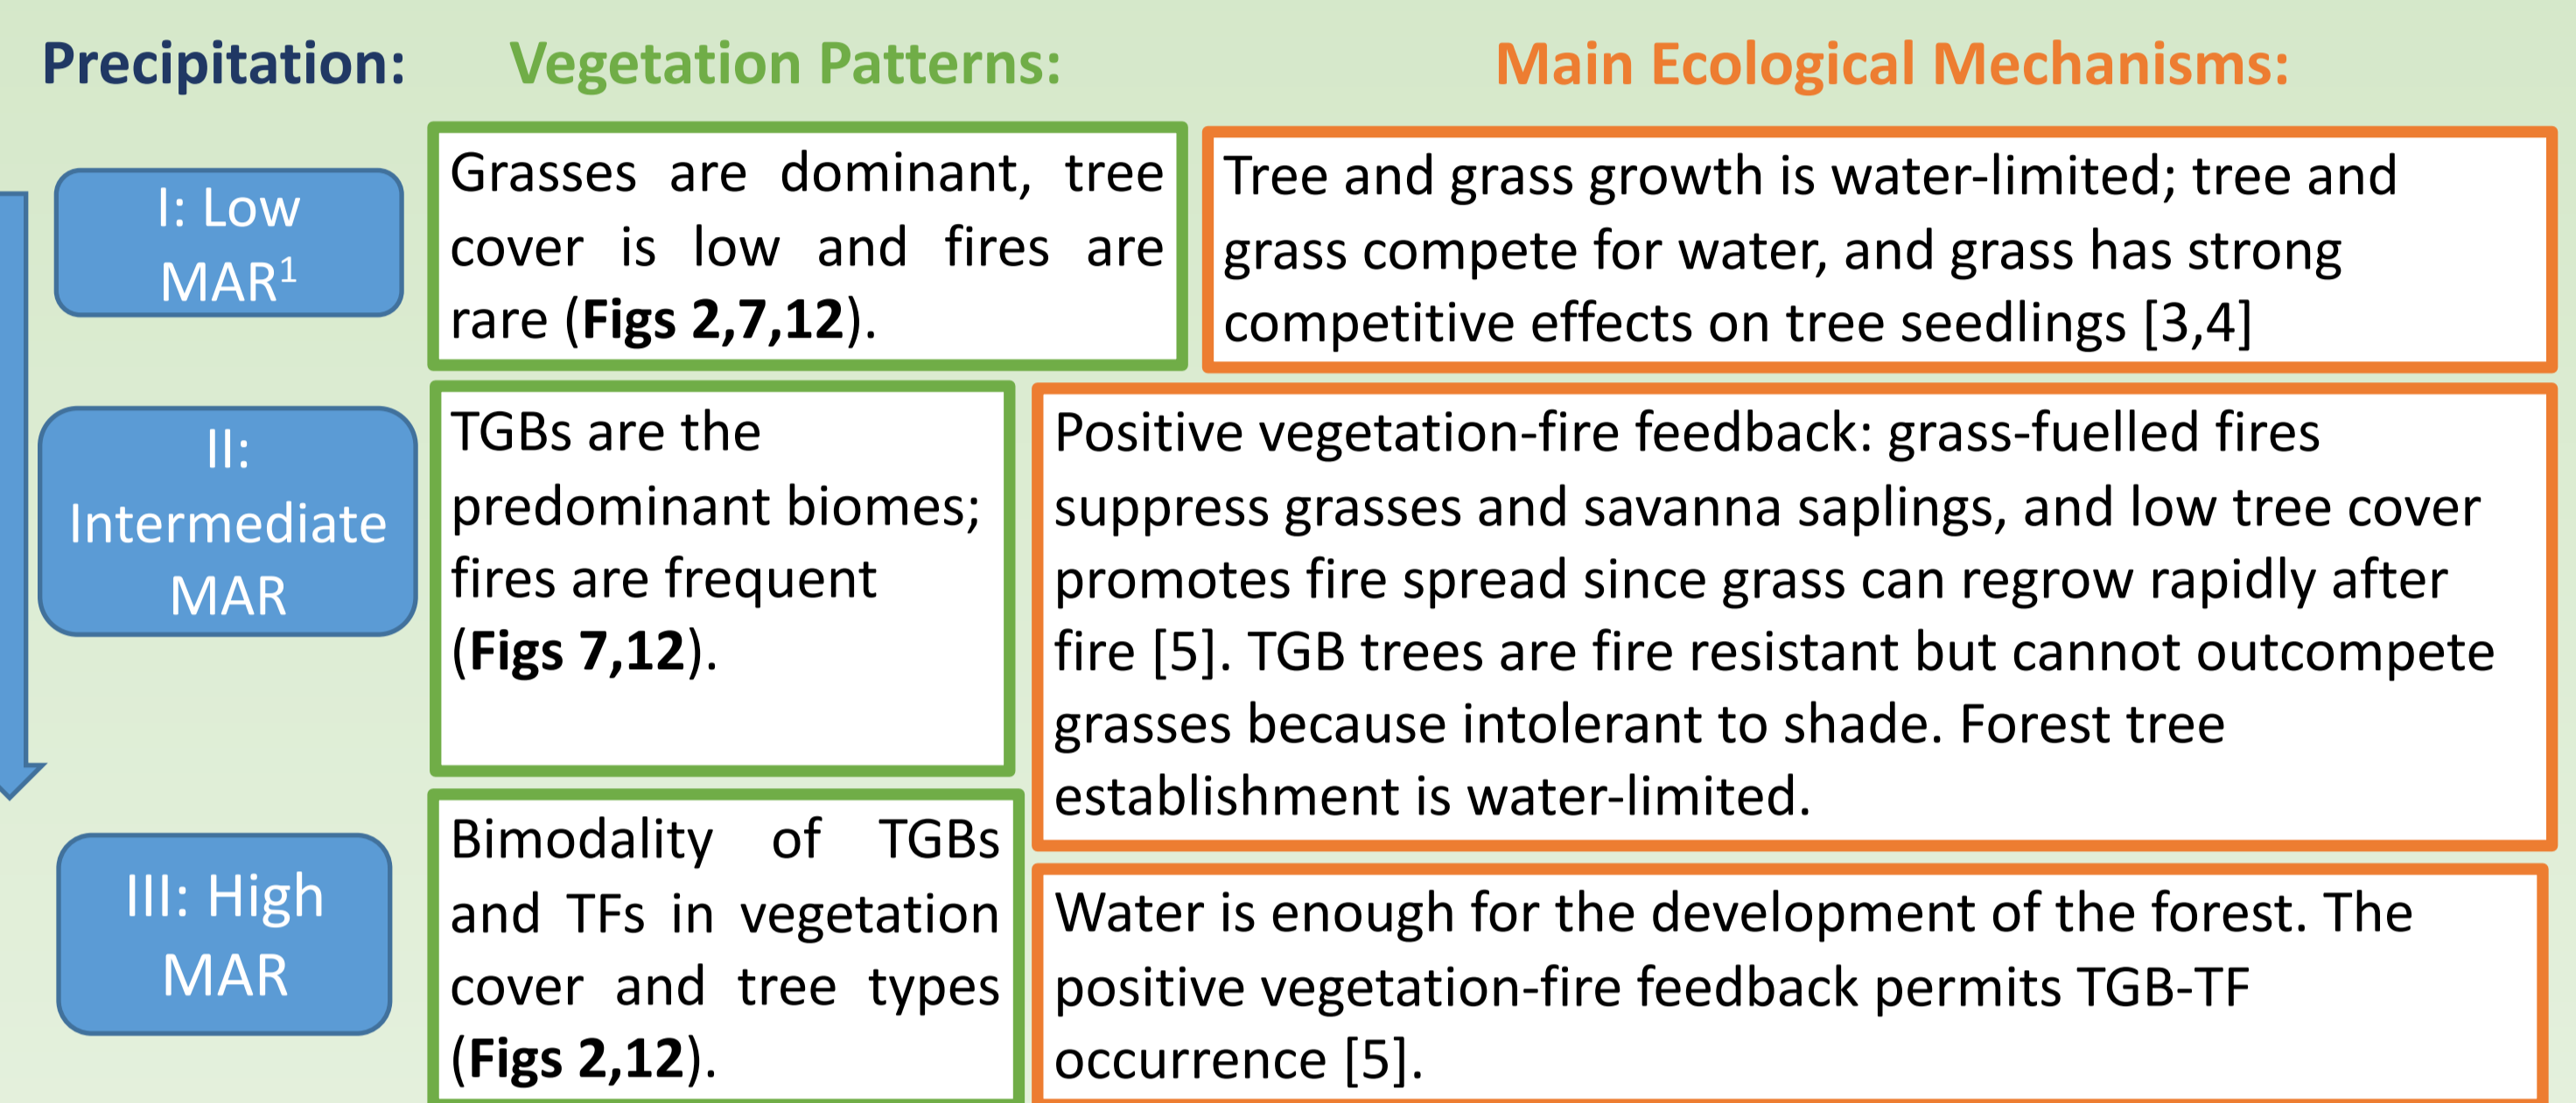 Precipitation:
Vegetation Patterns:
Main Ecological Mechanisms:
I: Low
MAR¹
Grasses are dominant, tree
cover is low and fires are
rare (Figs 2,7,12).
Tree and grass growth is water-limited; tree and
grass compete for water, and grass has strong
competitive effects on tree seedlings [3,4]
II:
Intermediate
MAR
TGBs are the
predominant biomes;
fires are frequent
(Figs 7,12).
Positive vegetation-fire feedback: grass-fuelled fires
suppress grasses and savanna saplings, and low tree cover
promotes fire spread since grass can regrow rapidly after
fire [5]. TGB trees are fire resistant but cannot outcompete
grasses because intolerant to shade. Forest tree
establishment is water-limited.
III: High
MAR
Bimodality of TGBs
and TFs in vegetation
cover and tree types
(Figs 2,12).
Water is enough for the development of the forest. The
positive vegetation-fire feedback permits TGB-TF
occurrence [5].